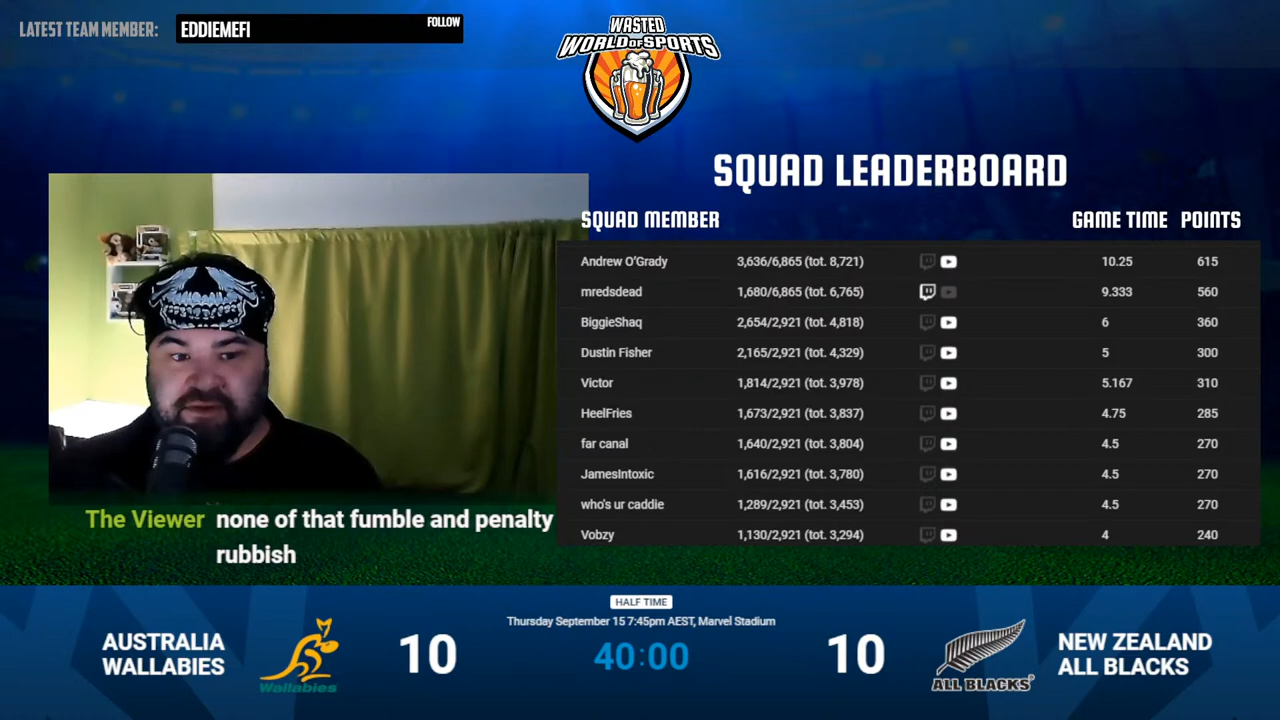 LATEST TEAM MEMBER:
EDDIEMEFI
FOLLOW
WASTED
WORLD OF SPORTS
SQUAD LEADERBOARD
SQUAD MEMBER GAME TIME POINTS
Andrew O'Grady 3,636/6,865 (tot. 8,721) 10.25 615
mredsdead 1,680/6,865 (tot. 6,765) 9.333 560
BiggieShaq 2,654/2,921 (tot. 4,818) 6 360
Dustin Fisher 2,165/2,921 (tot. 4,329) 5 300
Victor 1,814/2,921 (tot. 3,978) 5.167 310
HeelFries 1,673/2,921 (tot. 3,837) 4.75 285
far canal 1,640/2,921 (tot. 3,804) 4.5 270
JamesIntoxic 1,616/2,921 (tot. 3,780) 4.5 270
who's ur caddie 1,289/2,921 (tot. 3,453) 4.5 270
Vobzy 1,130/2,921 (tot. 3,294) 4 240
The Viewer none of that fumble and penalty
rubbish
HALF TIME
Thursday September 15 7:45pm AEST, Marvel Stadium
AUSTRALIA
WALLABIES
Wallabies
10
40:00
10
ALL BLACKS®
NEW ZEALAND
ALL BLACKS